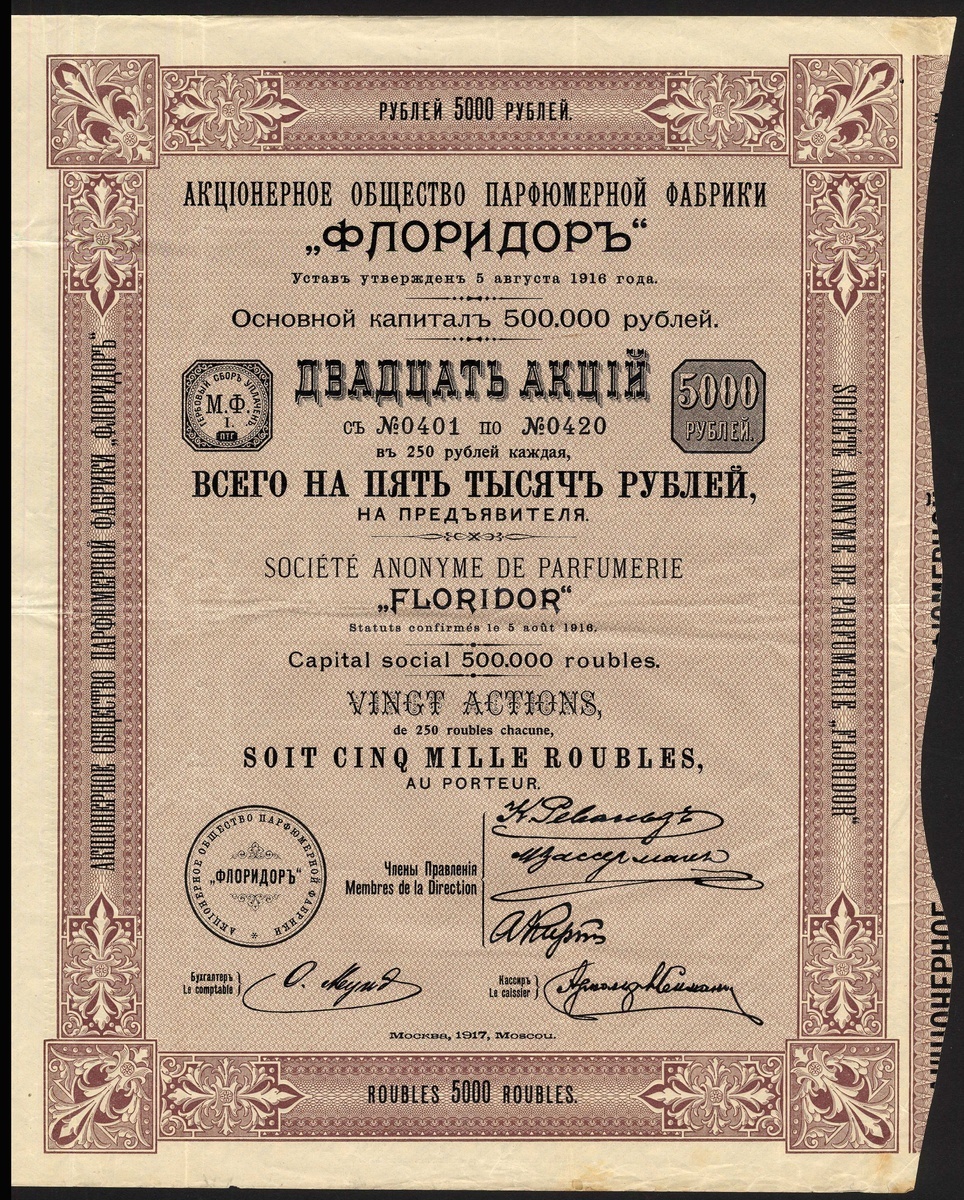 РУБЛЕЙ 5000 РУБЛЕЙ.
АКЦІОНЕРНОЕ ОБЩЕСТВО ПАРФЮМЕРНОЙ ФАБРИКИ
„ФЛОРИДОРЪ“
Уставъ утвержденъ 5 августа 1916 года.
Основной капиталъ 500.000 рублей.
ГЕРБОВЫЙ СБОРЪ УПЛАЧЕНЪ.
М.Ф.
I.
ПТГ
ДВАДЦАТЬ АКЦІЙ
5000
РУБЛЕЙ.
съ №0401 по №0420
въ 250 рублей каждая,
ВСЕГО НА ПЯТЬ ТЫСЯЧЪ РУБЛЕЙ,
НА ПРЕДЪЯВИТЕЛЯ.
SOCIÉTÉ ANONYME DE PARFUMERIE
„FLORIDOR“
Statuts confirmés le 5 août 1916.
Capital social 500.000 roubles.
VINGT ACTIONS,
de 250 roubles chacune,
SOIT CINQ MILLE ROUBLES,
AU PORTEUR.
АКЦІОНЕРНОЕ ОБЩЕСТВО ПАРФЮМЕРНОЙ ФАБРИКИ
„ФЛОРИДОРЪ“
Члены Правленія
Membres de la Direction
Бухгалтеръ
Le comptable
О. Мунд
Кассиръ
Le caissier
Москва, 1917, Moscou.
ROUBLES 5000 ROUBLES.
АКЦІОНЕРНОЕ ОБЩЕСТВО ПАРФЮМЕРНОЙ ФАБРИКИ „ФЛОРИДОРЪ“
SOCIÉTÉ ANONYME DE PARFUMERIE „FLORIDOR“